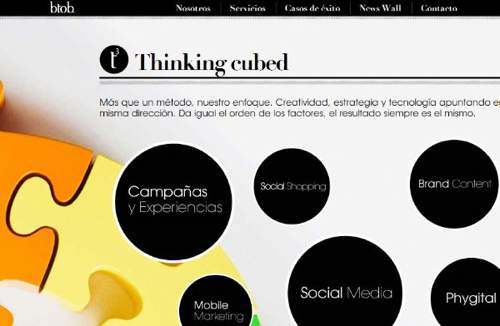 btob
Nosotros
Servicios
Casos de éxito
News Wall
Contacto
t3
Thinking cubed
Más que un método, nuestro enfoque. Creatividad, estrategia y tecnología apuntando en
misma dirección. Da igual el orden de los factores, el resultado siempre es el mismo.
Campañas
y Experiencias
Social Shopping
Brand Content
Social Media
Phygital
Mobile
Marketing